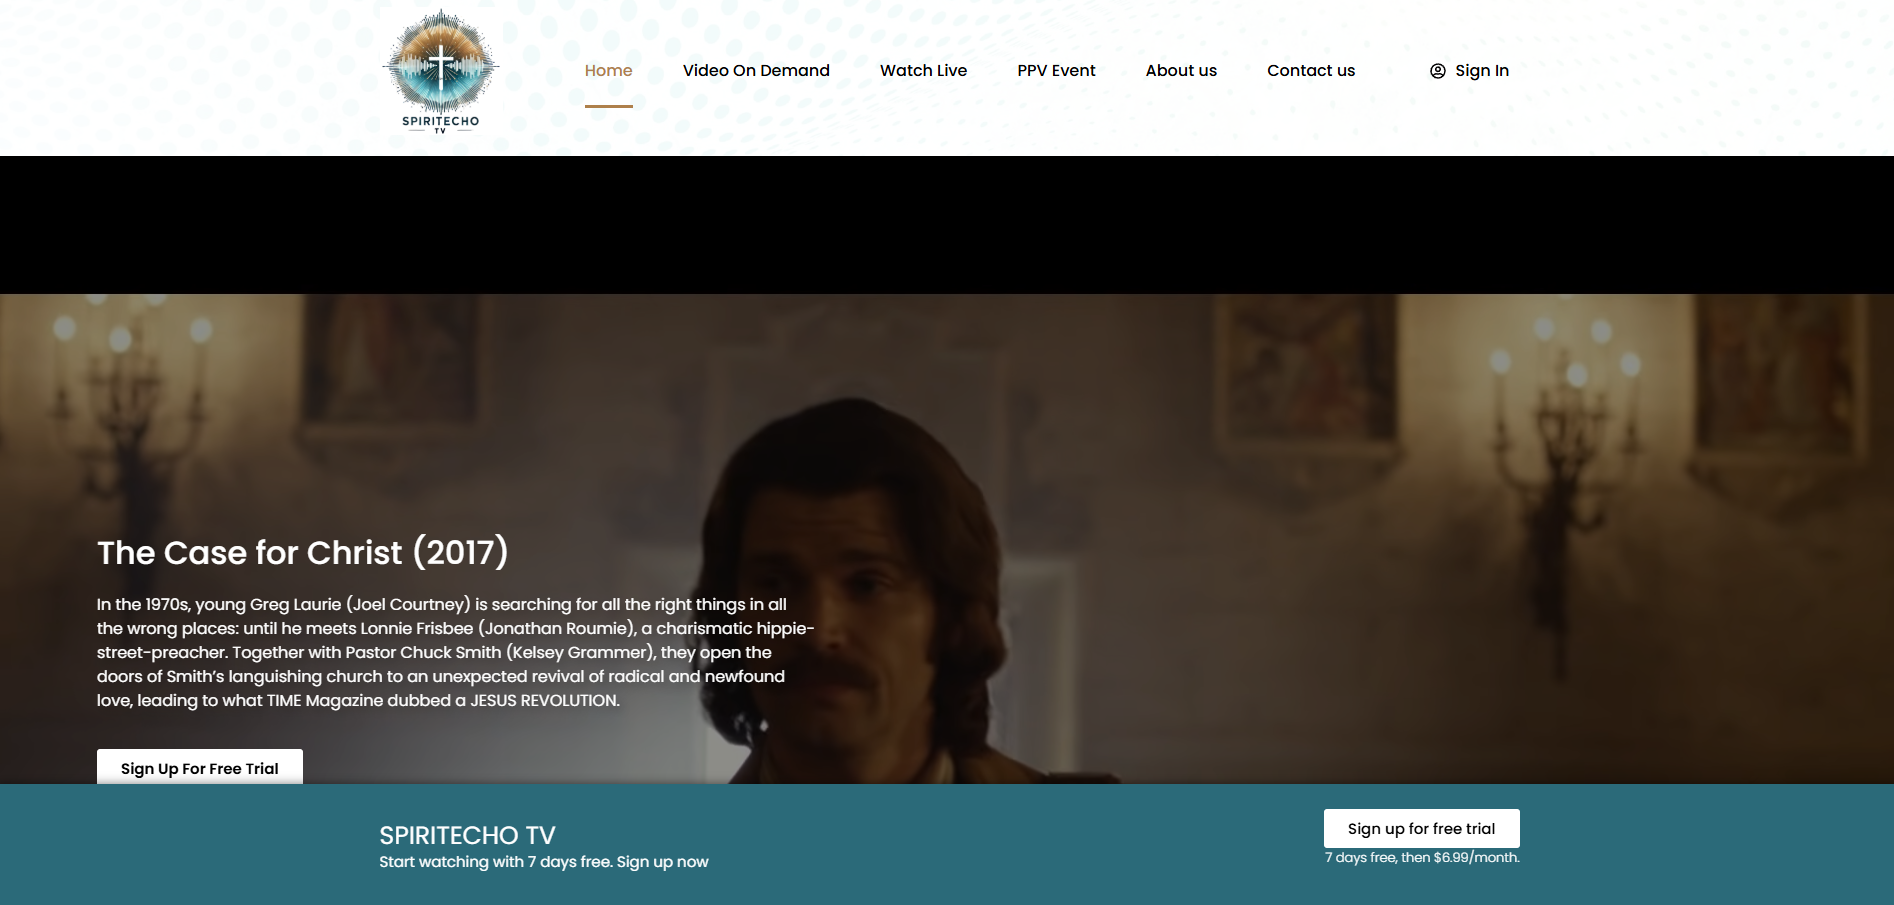 SPIRITECHO
TV
Home
Video On Demand
Watch Live
PPV Event
About us
Contact us
Sign In
The Case for Christ (2017)
In the 1970s, young Greg Laurie (Joel Courtney) is searching for all the right things in all
the wrong places: until he meets Lonnie Frisbee (Jonathan Roumie), a charismatic hippie-
street-preacher. Together with Pastor Chuck Smith (Kelsey Grammer), they open the
doors of Smith’s languishing church to an unexpected revival of radical and newfound
love, leading to what TIME Magazine dubbed a JESUS REVOLUTION.
Sign Up For Free Trial
SPIRITECHO TV
Start watching with 7 days free. Sign up now
Sign up for free trial
7 days free, then $6.99/month.